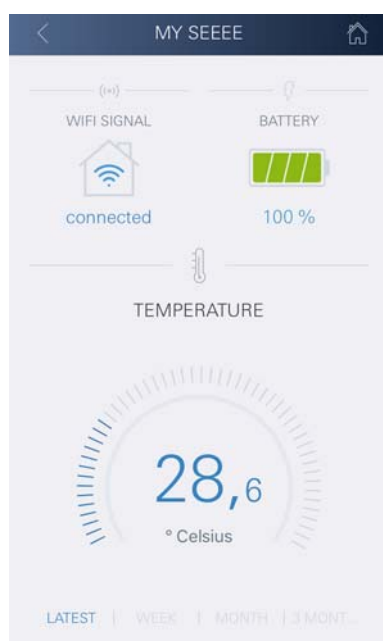 MY SEEEE
WIFI SIGNAL BATTERY
connected 100 %
TEMPERATURE
28,6
° Celsius
LATEST | WEEK | MONTH | 3 MONT...